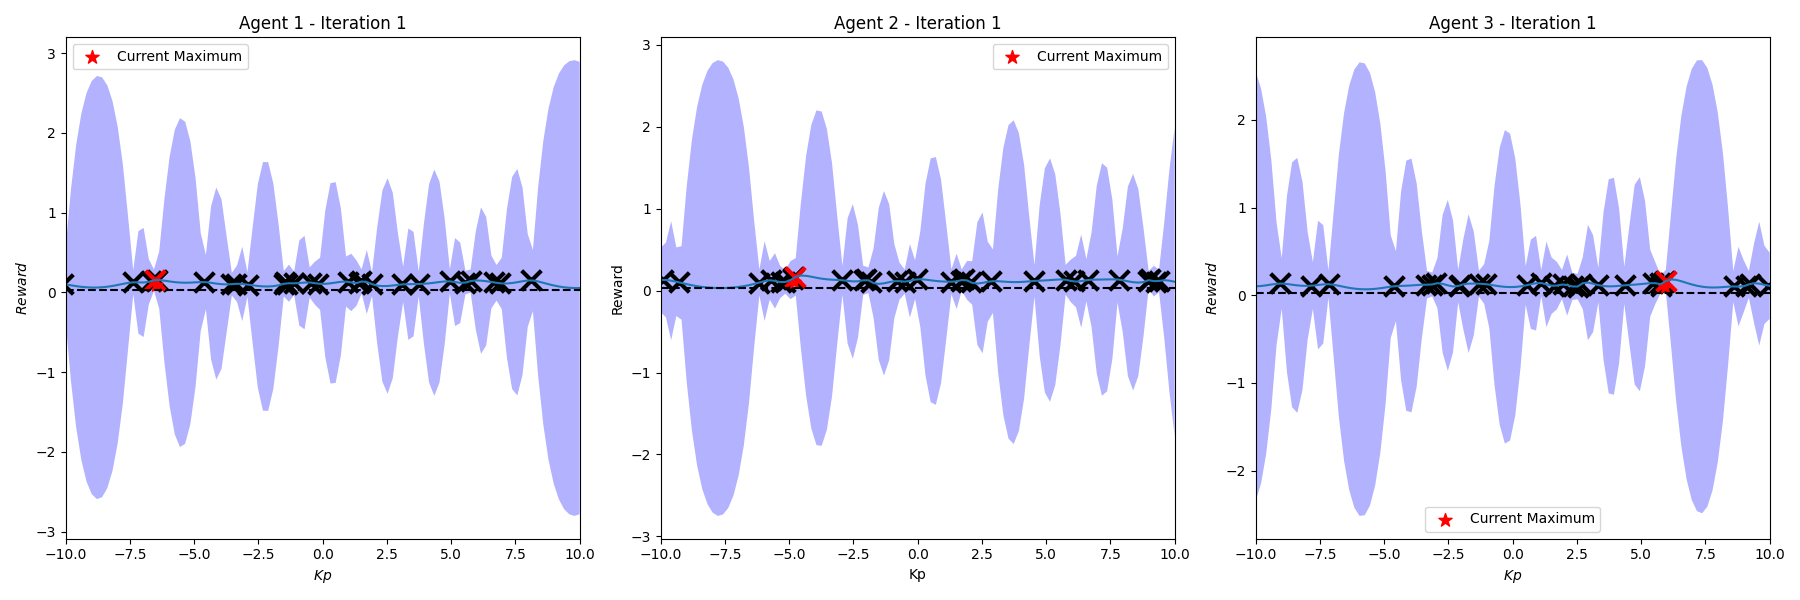 Agent 1 - Iteration 1
Current Maximum
Reward
3
2
1
0
−1
−2
−3
−10.0 −7.5 −5.0 −2.5 0.0 2.5 5.0 7.5 10.0
Kp
Agent 2 - Iteration 1
Current Maximum
Reward
3
2
1
0
−1
−2
−3
−10.0 −7.5 −5.0 −2.5 0.0 2.5 5.0 7.5 10.0
Kp
Agent 3 - Iteration 1
Reward
2
1
0
−1
−2
Current Maximum
−10.0 −7.5 −5.0 −2.5 0.0 2.5 5.0 7.5 10.0
Kp